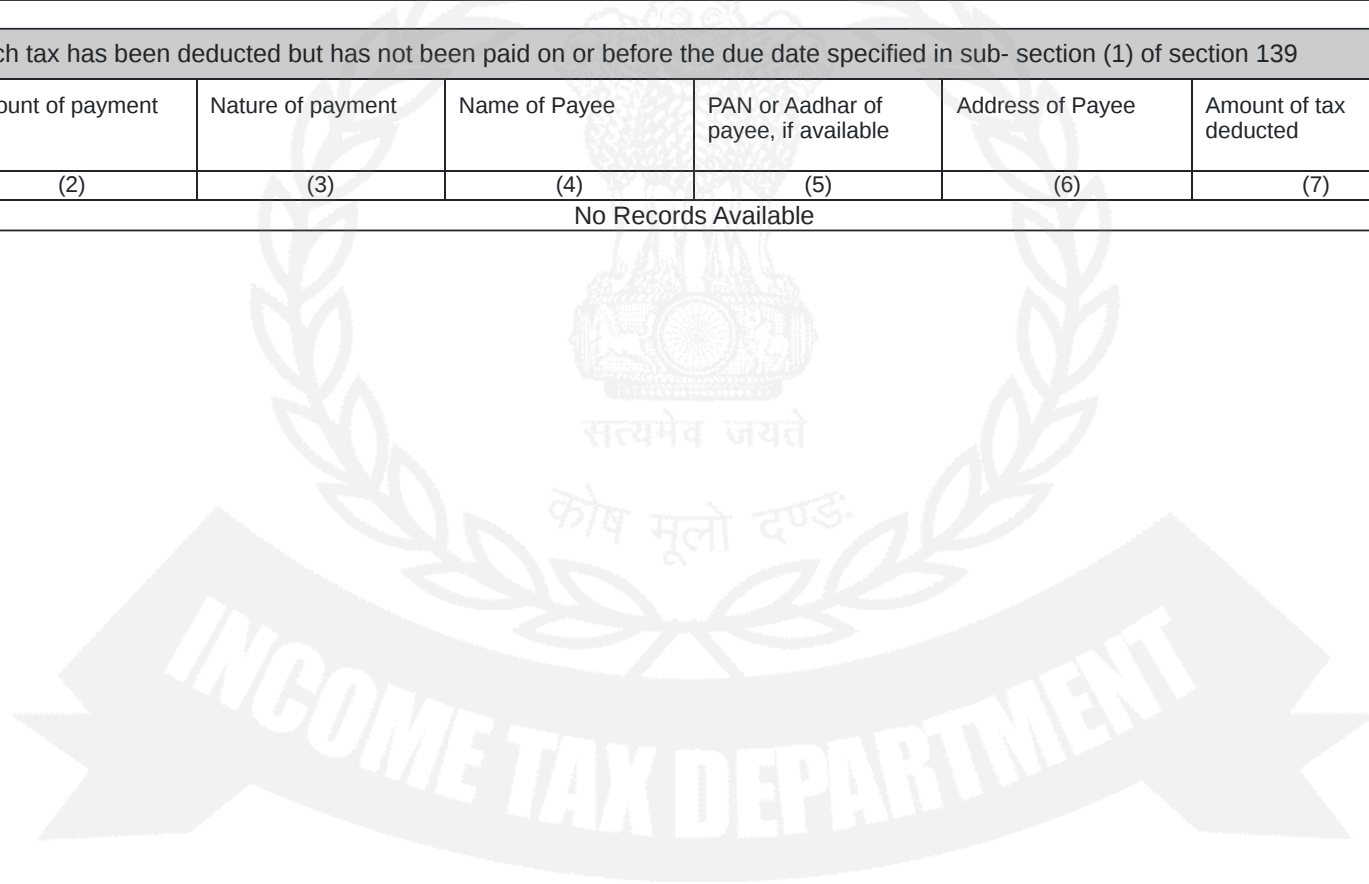 ch tax has been deducted but has not been paid on or before the due date specified in sub- section (1) of section 139
ount of payment Nature of payment Name of Payee PAN or Aadhar of payee, if available Address of Payee Amount of tax deducted
(2) (3) (4) (5) (6) (7)
No Records Available
सत्यमेव जयते
कोष मूलो दण्डः
INCOME TAX DEPARTMENT